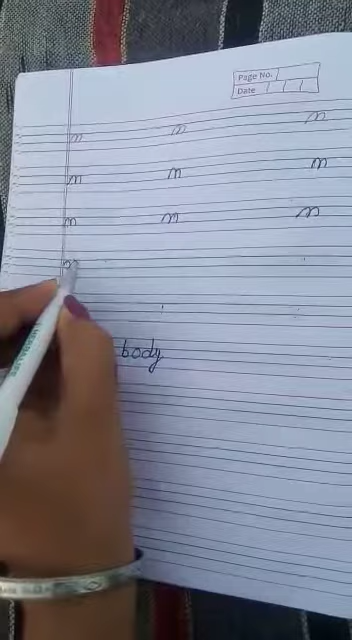 Page No.
Date / / /
m m m
m m m
m m m
m
body